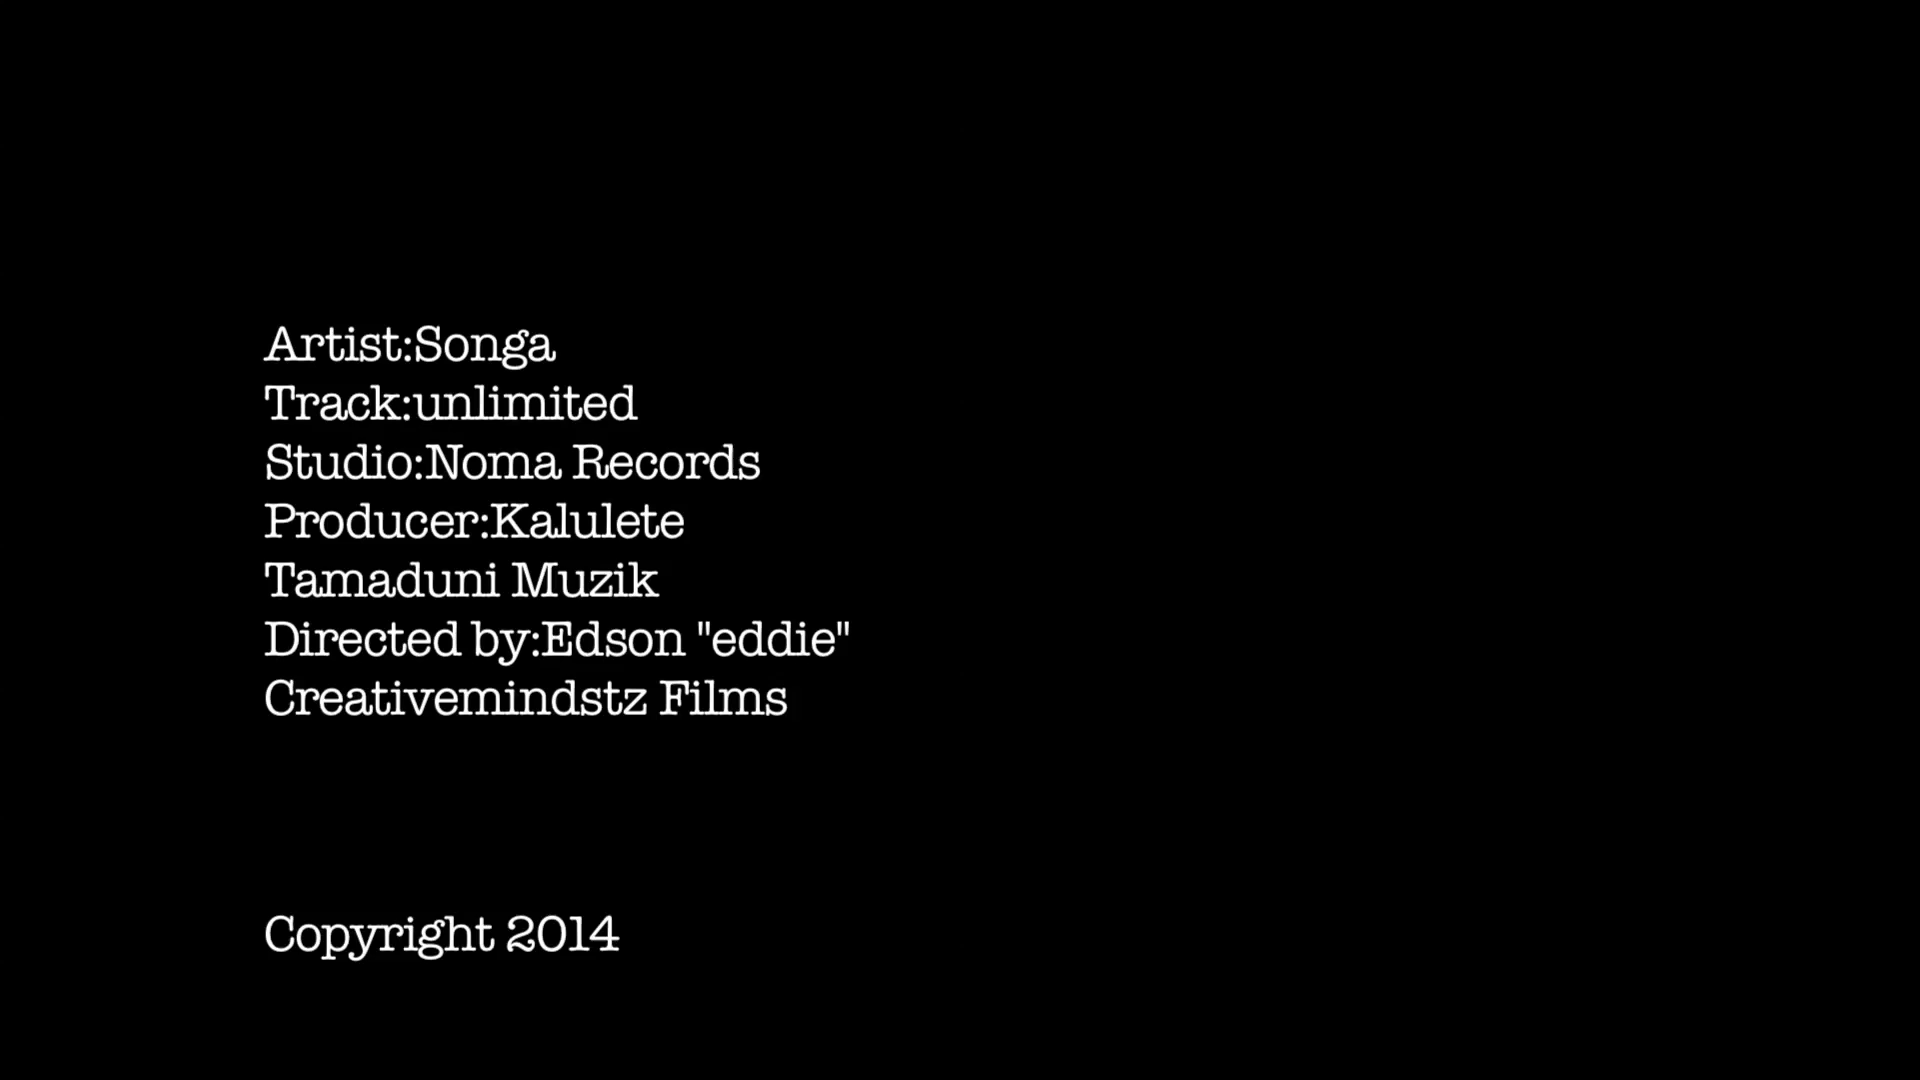 Artist:Songa
Track:unlimited
Studio:Noma Records
Producer:Kalulete
Tamaduni Muzik
Directed by:Edson "eddie"
Creativemindstz Films
Copyright 2014